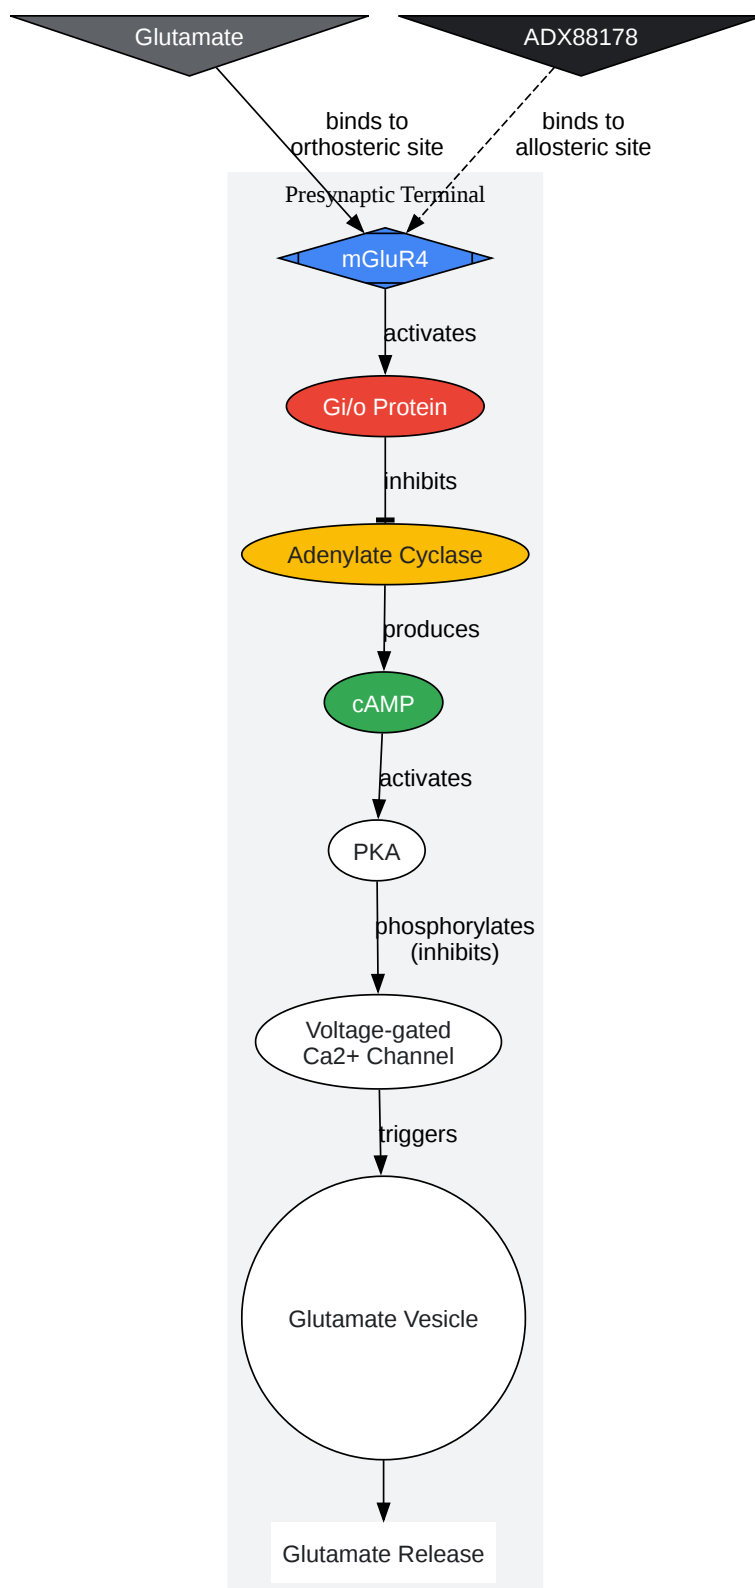 Glutamate
ADX88178
binds to
orthosteric site
binds to
allosteric site
Presynaptic Terminal
mGluR4
activates
Gi/o Protein
inhibits
Adenylate Cyclase
produces
cAMP
activates
PKA
phosphorylates
(inhibits)
Voltage-gated
Ca2+ Channel
triggers
Glutamate Vesicle
Glutamate Release